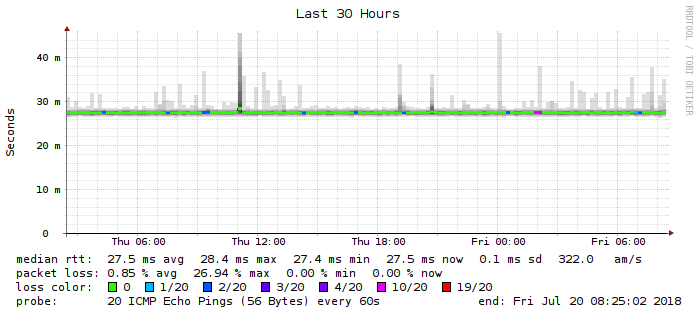 Last 30 Hours
RRDTOOL / TOBI OETIKER
Seconds
40 m
30 m
20 m
10 m
0
Thu 06:00 Thu 12:00 Thu 18:00 Fri 00:00 Fri 06:00
median rtt: 27.5 ms avg 28.4 ms max 27.4 ms min 27.5 ms now 0.1 ms sd 322.0 am/s
packet loss: 0.85 % avg 26.94 % max 0.00 % min 0.00 % now
loss color: 0 1/20 2/20 3/20 4/20 10/20 19/20
probe: 20 ICMP Echo Pings (56 Bytes) every 60s end: Fri Jul 20 08:25:02 2018